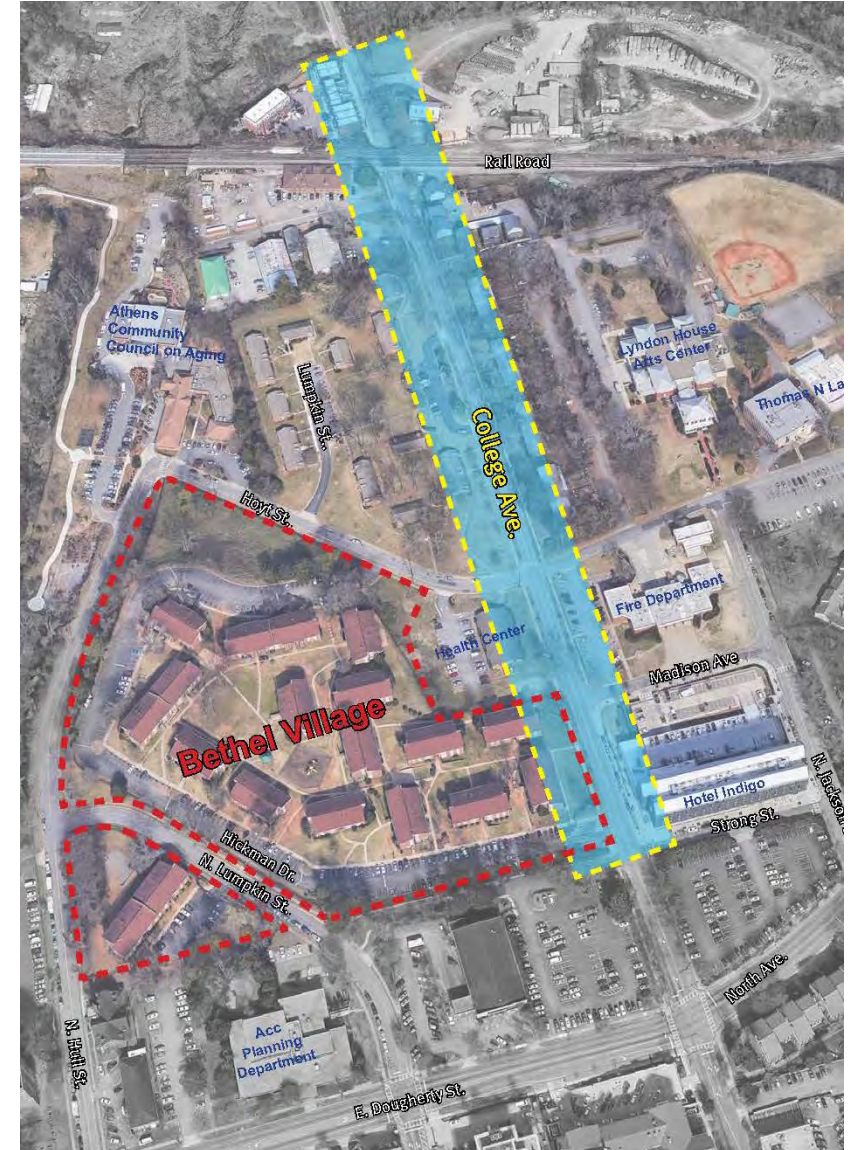 Rail Road
Athens
Community
Council on Aging
Lyndon House
Arts Center
Thomas N La
Lumpkin St.
College Ave.
Hoyt St.
Fire Department
Health Center
Madison Ave
Bethel Village
Hotel Indigo
N. Jackson
Strong St.
Hickman Dr.
N. Lumpkin St.
North Ave.
Acc
Planning
Department
N. Hull St.
E. Dougherty St.